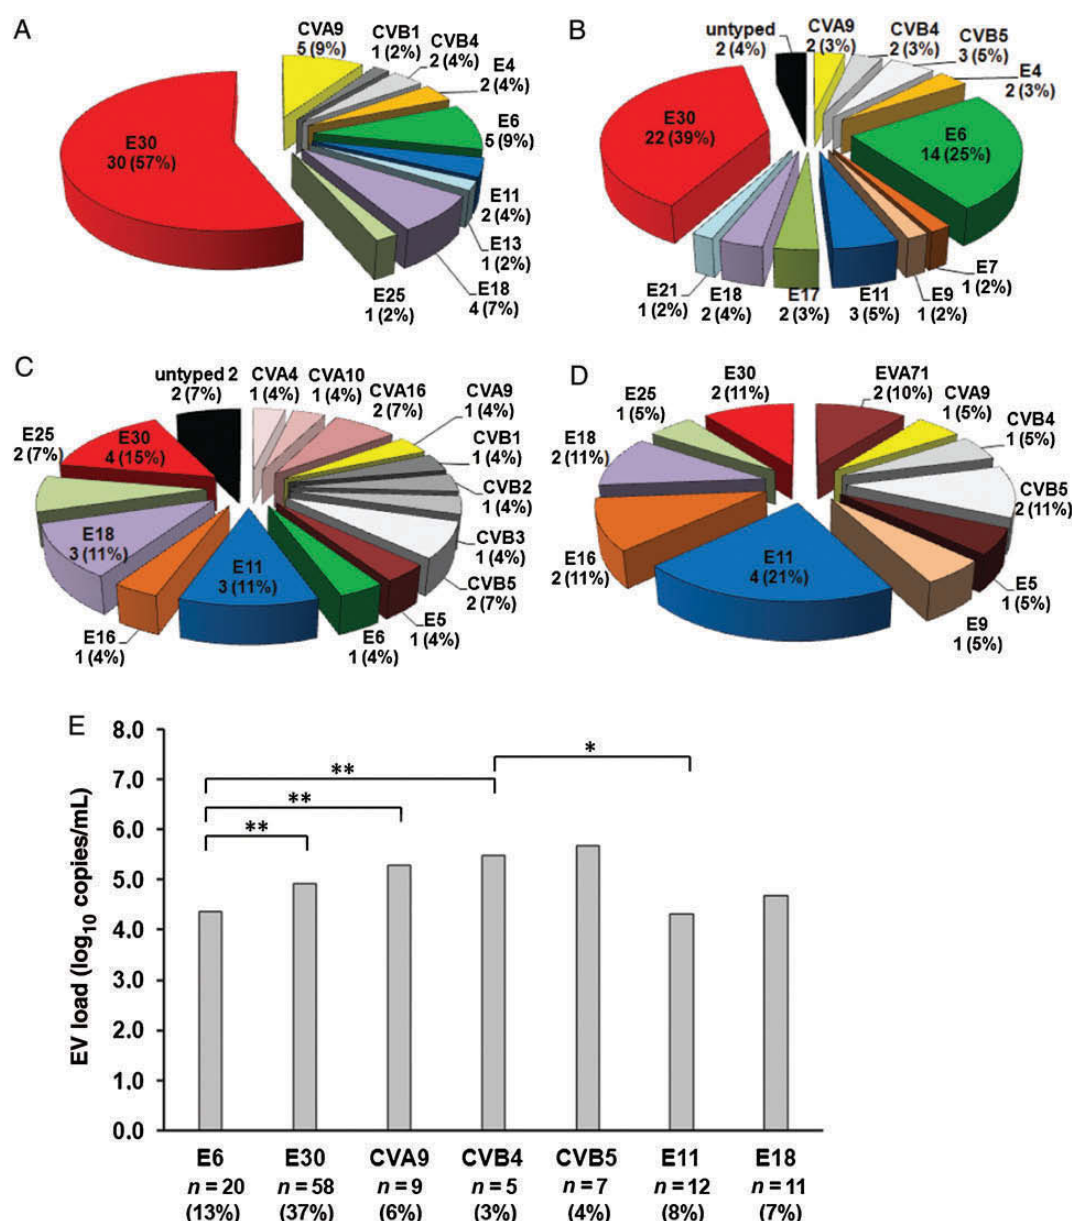 A
CVA9
5 (9%)
CVB1
1 (2%)
CVB4
2 (4%)
E4
2 (4%)
E6
5 (9%)
E30
30 (57%)
E11
2 (4%)
E13
1 (2%)
E18
4 (7%)
E25
1 (2%)
B
untyped
2 (4%)
CVA9
2 (3%)
CVB4
2 (3%)
CVB5
3 (5%)
E4
2 (3%)
E30
22 (39%)
E6
14 (25%)
E7
1 (2%)
E9
1 (2%)
E11
3 (5%)
E17
2 (3%)
E18
2 (4%)
E21
1 (2%)
C
untyped 2
2 (7%)
CVA4
1 (4%)
CVA10
1 (4%)
CVA16
2 (7%)
CVA9
1 (4%)
CVB1
1 (4%)
CVB2
1 (4%)
CVB3
1 (4%)
CVB5
2 (7%)
E5
1 (4%)
E6
1 (4%)
E11
3 (11%)
E16
1 (4%)
E18
3 (11%)
E25
2 (7%)
E30
4 (15%)
D
E30
2 (11%)
EVA71
2 (10%)
CVA9
1 (5%)
CVB4
1 (5%)
CVB5
2 (11%)
E5
1 (5%)
E9
1 (5%)
E11
4 (21%)
E16
2 (11%)
E18
2 (11%)
E25
1 (5%)
E
EV load (log10 copies/mL)
8.0
7.0
6.0
5.0
4.0
3.0
2.0
1.0
0.0
*
**
**
**
E6 E30 CVA9 CVB4 CVB5 E11 E18
n = 20 n = 58 n = 9 n = 5 n = 7 n = 12 n = 11
(13%) (37%) (6%) (3%) (4%) (8%) (7%)